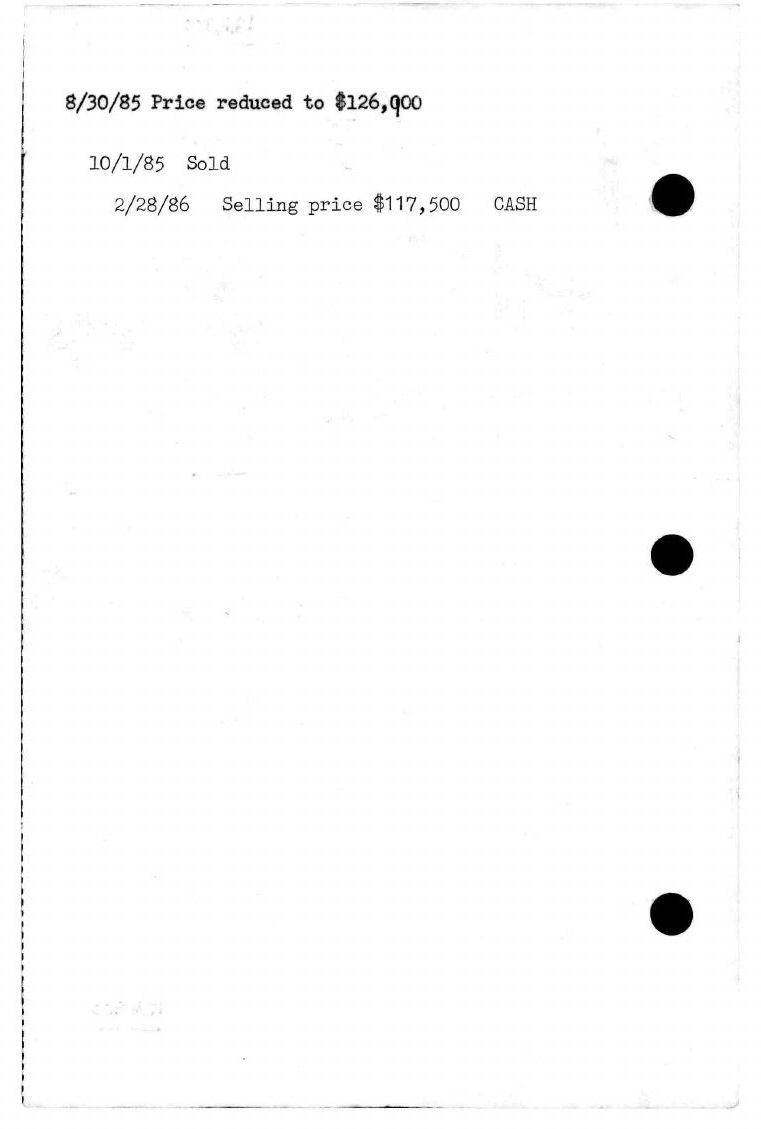 8/30/85 Price reduced to $126,900
10/1/85 Sold
2/28/86 Selling price $117,500 CASH